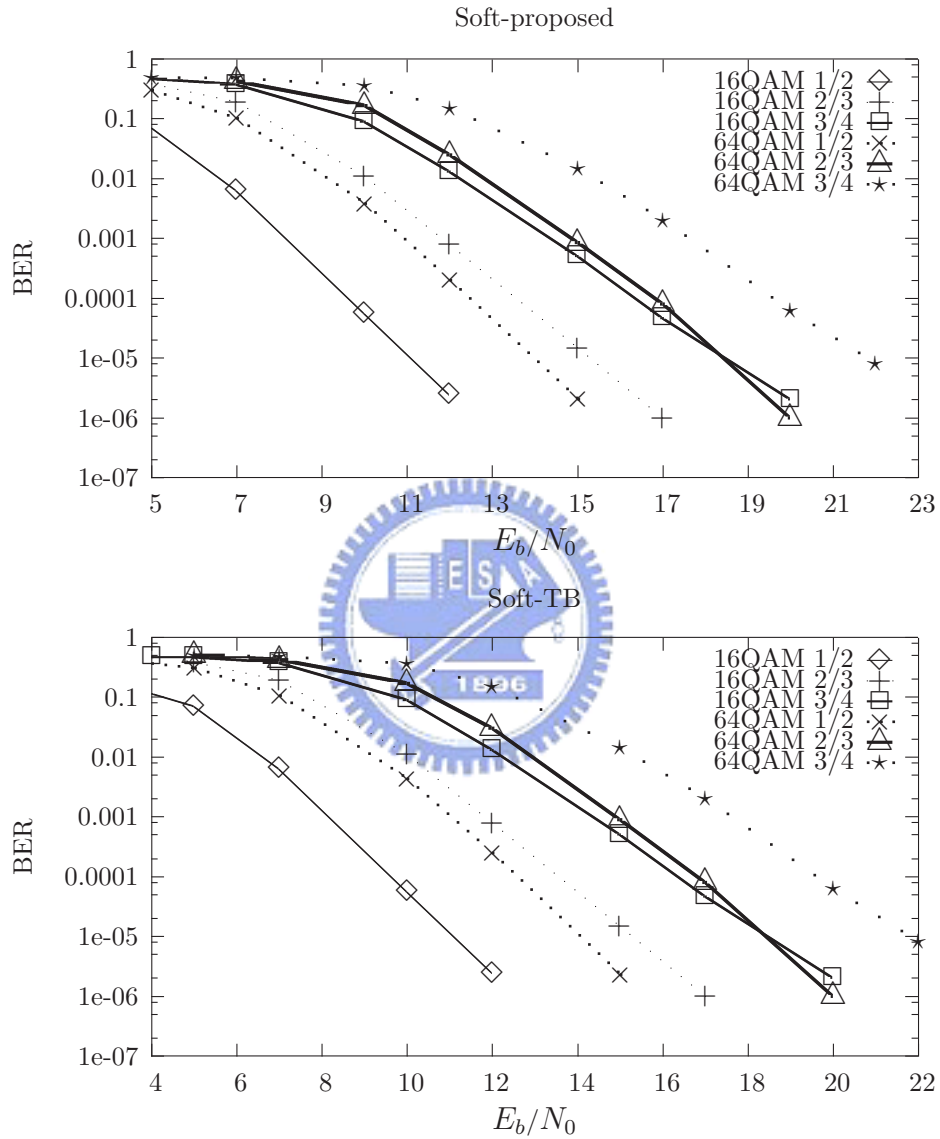 Soft-proposed
1
0.1
0.01
0.001
0.0001
1e-05
1e-06
1e-07
BER
16QAM 1/2
16QAM 2/3
16QAM 3/4
64QAM 1/2
64QAM 2/3
64QAM 3/4
5 7 9 11 13 15 17 19 21 23
E_b/N_0
E S A
1896
Soft-TB
1
0.1
0.01
0.001
0.0001
1e-05
1e-06
1e-07
BER
16QAM 1/2
16QAM 2/3
16QAM 3/4
64QAM 1/2
64QAM 2/3
64QAM 3/4
4 6 8 10 12 14 16 18 20 22
E_b/N_0